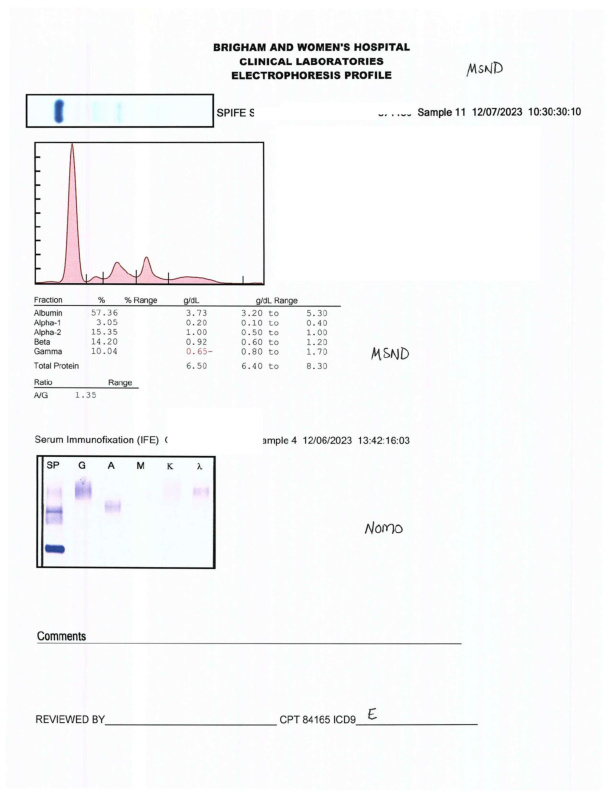 BRIGHAM AND WOMEN'S HOSPITAL
CLINICAL LABORATORIES
ELECTROPHORESIS PROFILE
MSND
SPIFE Sample 11 12/07/2023 10:30:30:10
Fraction % % Range g/dL g/dL Range
Albumin 57.36 3.73 3.20 to 5.30
Alpha-1 3.05 0.20 0.10 to 0.40
Alpha-2 15.35 1.00 0.50 to 1.00
Beta 14.20 0.92 0.60 to 1.20
Gamma 10.04 0.65- 0.80 to 1.70
MSND
Total Protein 6.50 6.40 to 8.30
Ratio Range
A/G 1.35
Serum Immunofixation (IFE) ample 4 12/06/2023 13:42:16:03
SP G A M K λ
NOMO
Comments
REVIEWED BY CPT 84165 ICD9 E